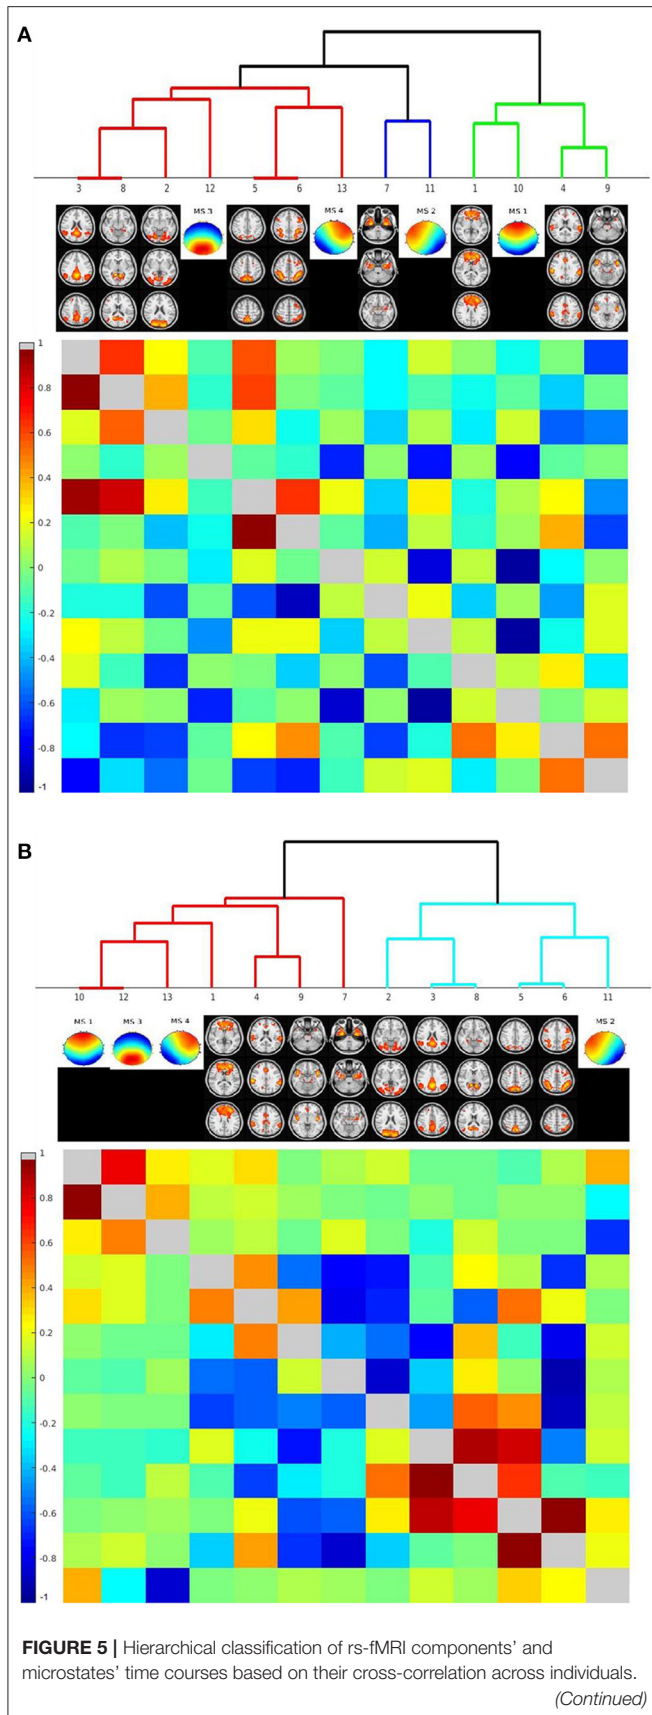 A
3 8 2 12 5 6 13 7 11 1 10 4 9
MS 3 MS 4 MS 2 MS 1
1
0.8
0.6
0.4
0.2
0
-0.2
-0.4
-0.6
-0.8
-1
B
10 12 13 1 4 9 7 2 3 8 5 6 11
MS 1 MS 3 MS 4 MS 2
1
0.8
0.6
0.4
0.2
0
-0.2
-0.4
-0.6
-0.8
-1
FIGURE 5 | Hierarchical classification of rs-fMRI components’ and
microstates’ time courses based on their cross-correlation across individuals.
(Continued)